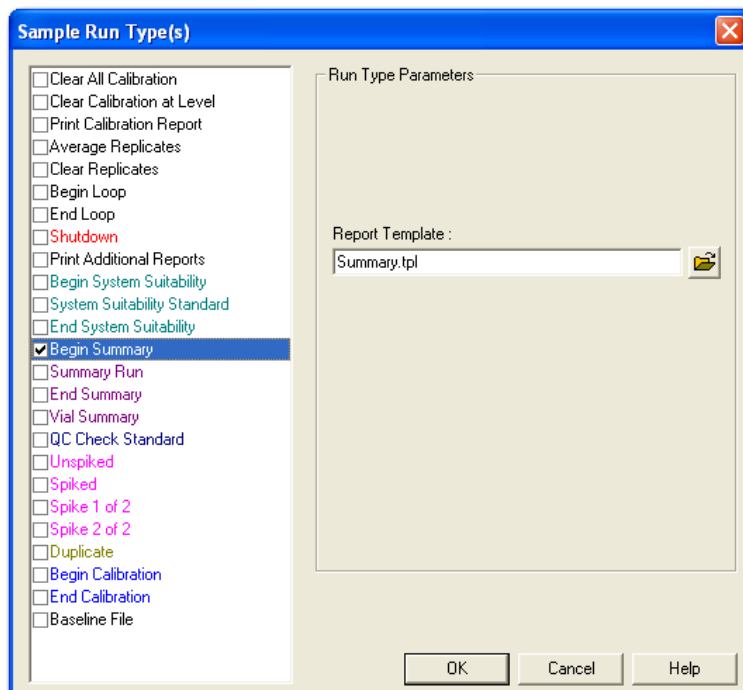 Sample Run Type(s)
Clear All Calibration
Clear Calibration at Level
Print Calibration Report
Average Replicates
Clear Replicates
Begin Loop
End Loop
Shutdown
Print Additional Reports
Begin System Suitability
System Suitability Standard
End System Suitability
Begin Summary
Summary Run
End Summary
Vial Summary
QC Check Standard
Unspiked
Spiked
Spike 1 of 2
Spike 2 of 2
Duplicate
Begin Calibration
End Calibration
Baseline File
Run Type Parameters
Report Template :
Summary.tpl
OK
Cancel
Help